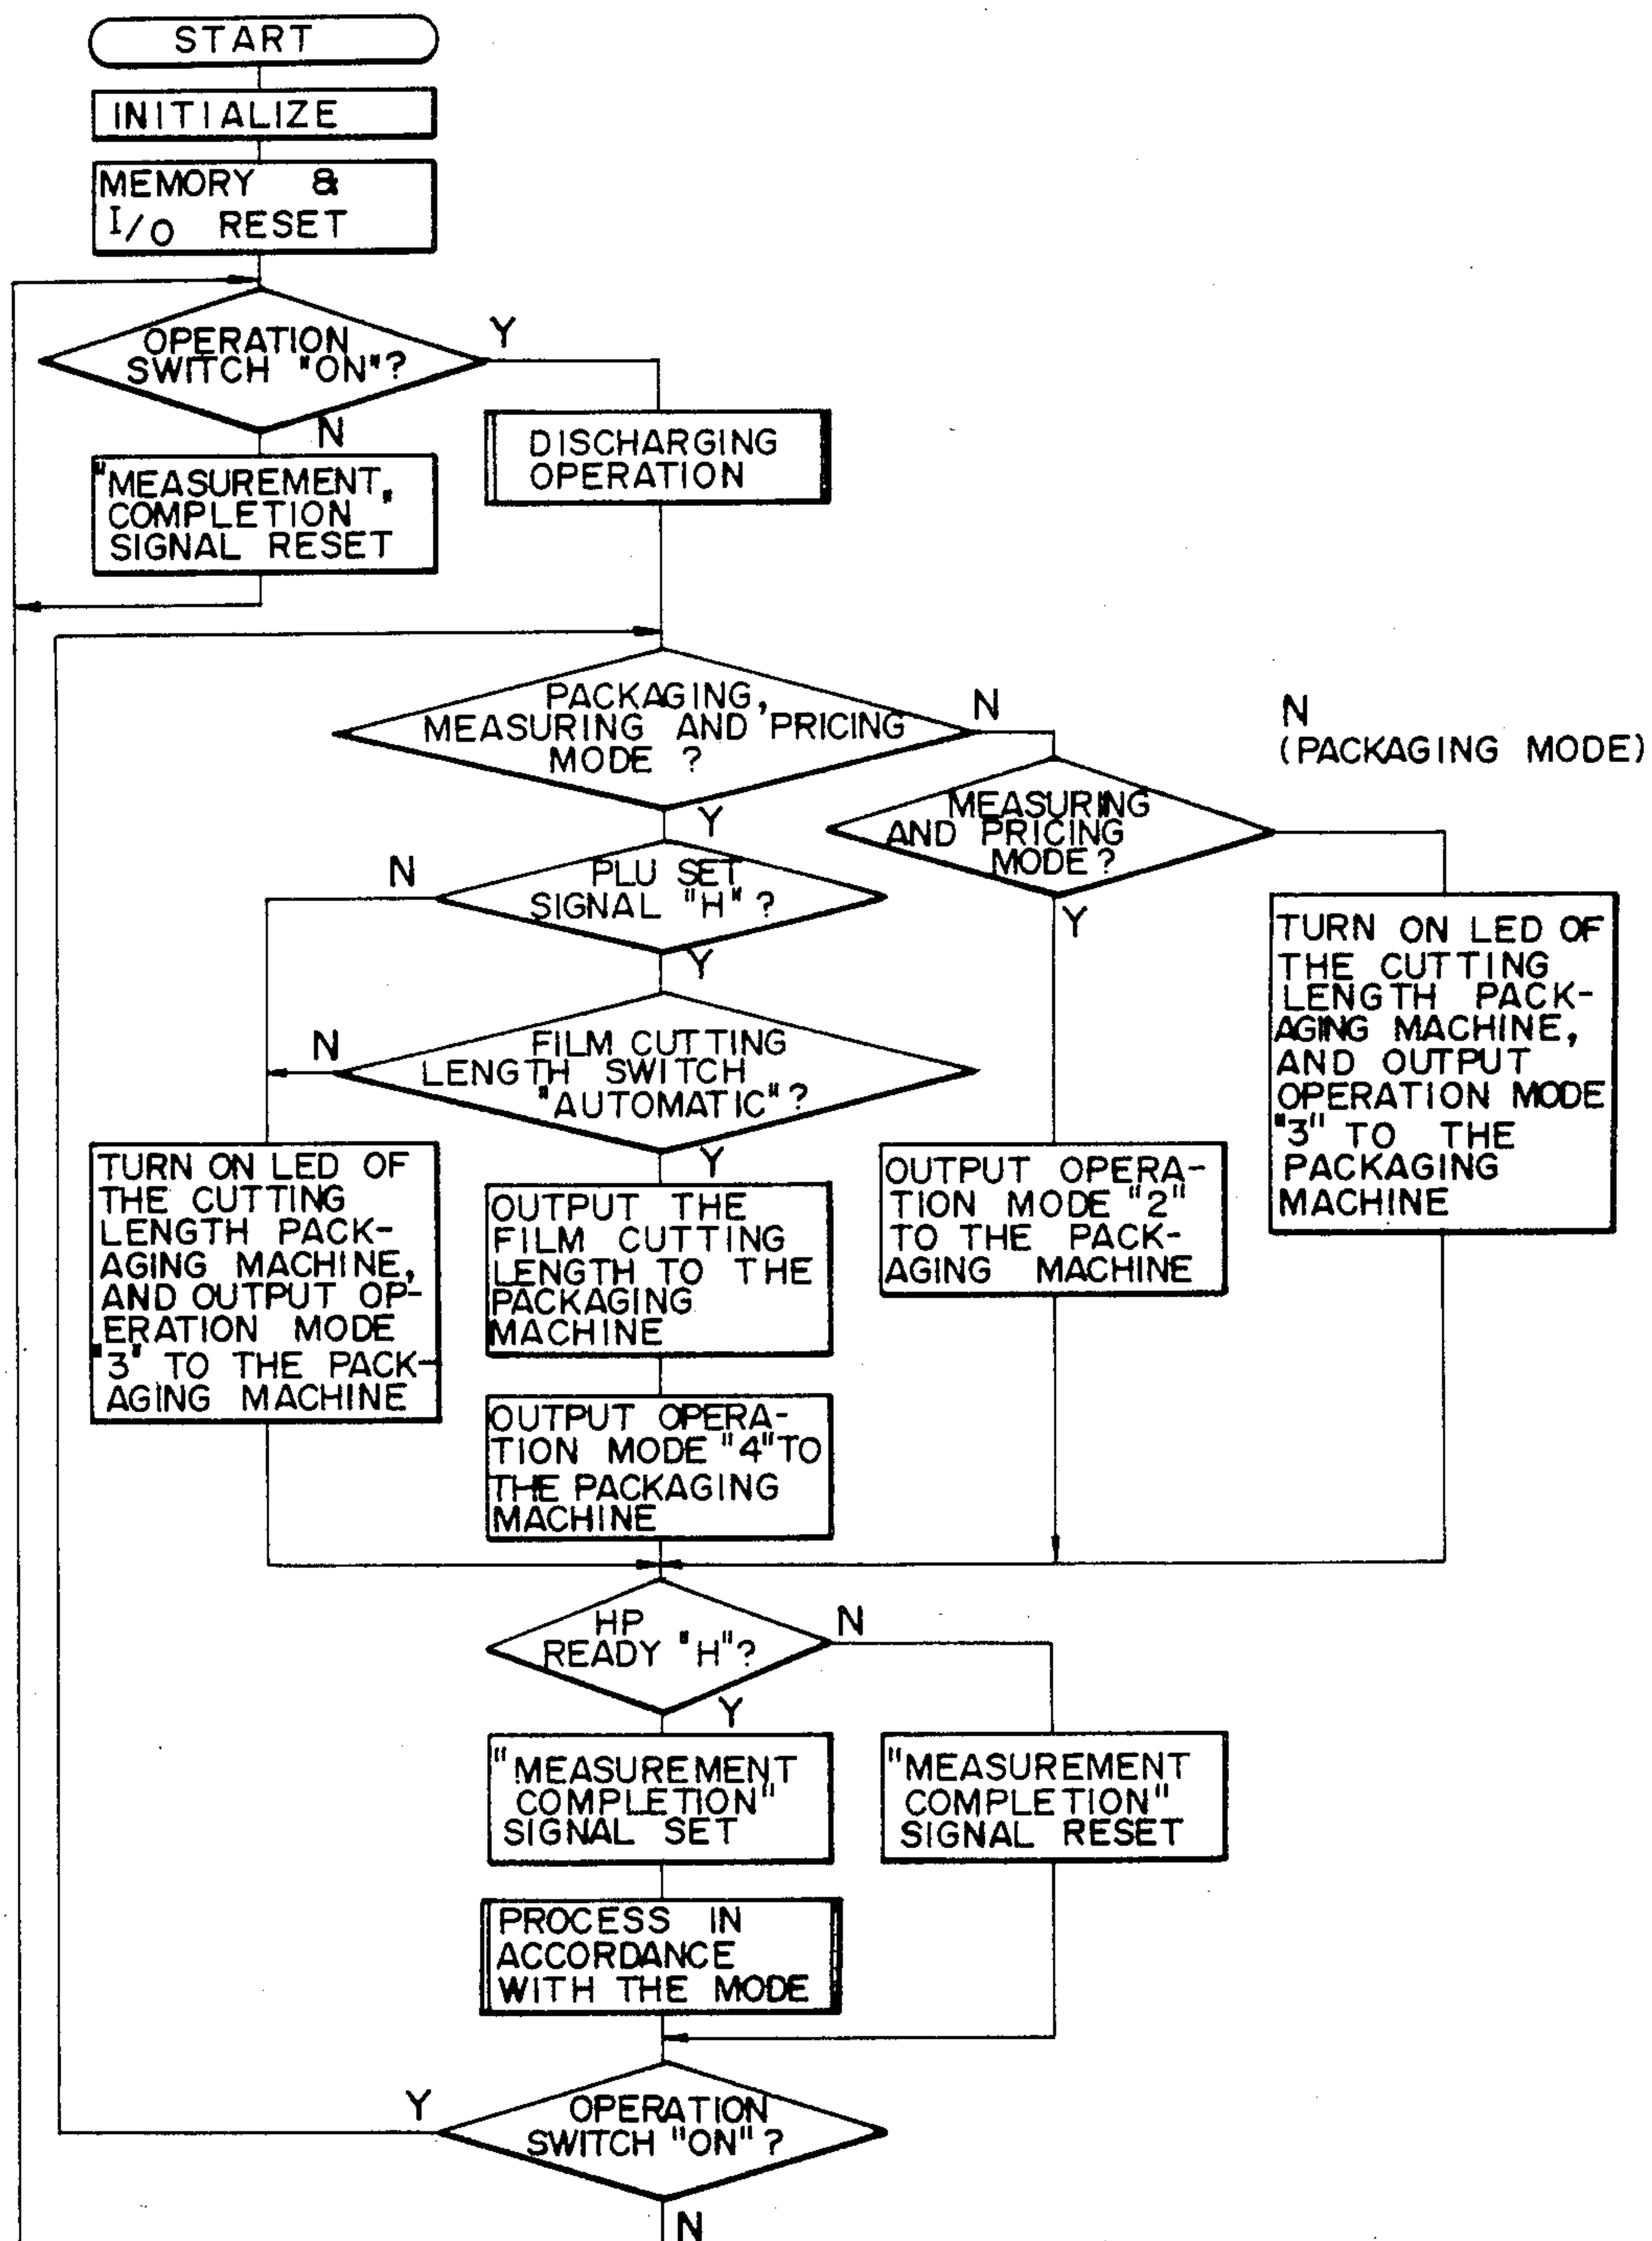 START
INITIALIZE
MEMORY &
I/O RESET
OPERATION
SWITCH "ON"?
Y
N
"MEASUREMENT
COMPLETION"
SIGNAL RESET
DISCHARGING
OPERATION
PACKAGING,
MEASURING AND PRICING
MODE ?
N
Y
N
(PACKAGING MODE)
MEASURING
AND PRICING
MODE ?
Y
PLU SET
SIGNAL "H" ?
N
Y
FILM CUTTING
LENGTH SWITCH
"AUTOMATIC" ?
N
Y
TURN ON LED OF
THE CUTTING
LENGTH PACK-
AGING MACHINE,
AND OUTPUT OP-
ERATION MODE
"3" TO THE PACK-
AGING MACHINE
OUTPUT THE
FILM CUTTING
LENGTH TO THE
PACKAGING
MACHINE
OUTPUT OPERA-
TION MODE "4" TO
THE PACKAGING
MACHINE
OUTPUT OPERA-
TION MODE "2"
TO THE PACK-
AGING MACHINE
TURN ON LED OF
THE CUTTING
LENGTH PACK-
AGING MACHINE,
AND OUTPUT
OPERATION MODE
"3" TO THE
PACKAGING
MACHINE
HP
READY "H"?
N
Y
"MEASUREMENT
COMPLETION"
SIGNAL SET
"MEASUREMENT
COMPLETION"
SIGNAL RESET
PROCESS IN
ACCORDANCE
WITH THE MODE
OPERATION
SWITCH "ON" ?
Y
N